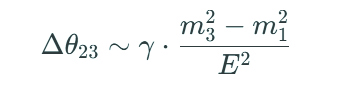 Δθ₂₃ ∼ γ · (m₃² − m₁²) / E²